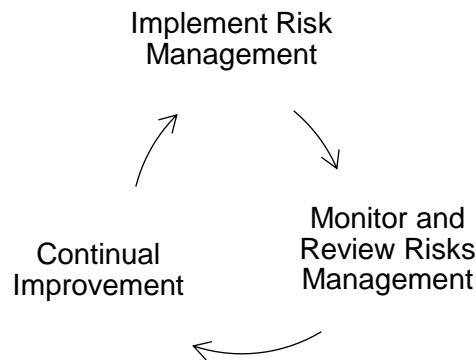 Implement Risk
Management
Monitor and
Review Risks
Management
Continual
Improvement